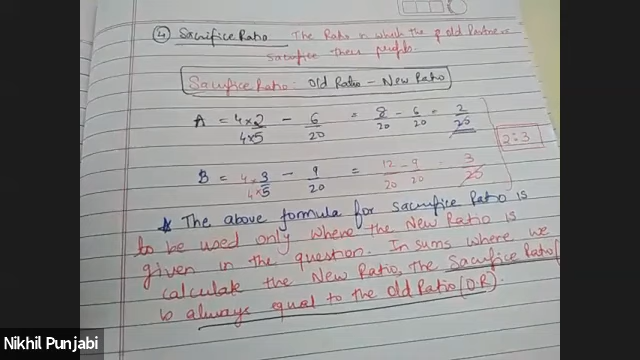 ④ Sacrifice Ratio The Ratio in which the old Partners
sacrifice their profits.
Sacrifice Ratio: Old Ratio - New Ratio
A = 4 × 2 / 4 × 5 - 6/20 = 8/20 - 6/20 = 2/20
2:3
B = 4 × 3 / 4 × 5 - 9/20 = 12/20 - 9/20 = 3/20
* The above formula for sacrifice Ratio is
to be used only where the New Ratio is
given in the question. In sums where we
calculate the New Ratio, the Sacrifice Ratio
is always equal to the Old Ratio (O.R).
Nikhil Punjabi